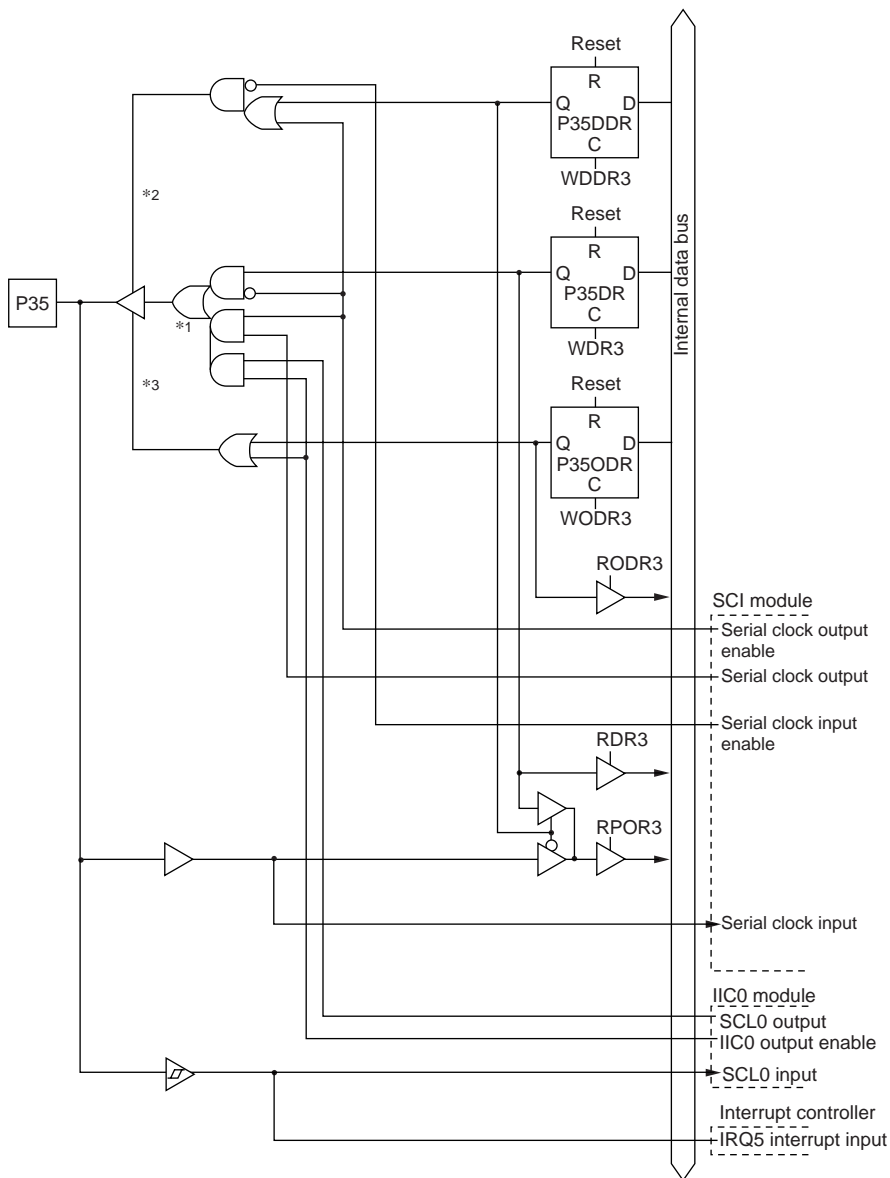 Reset
R
Q D
P35DDR
C
WDDR3
*2
Reset
R
Q D
P35DR
C
WDR3
P35
*1
Internal data bus
*3
Reset
R
Q D
P35ODR
C
WODR3
RODR3
SCI module
Serial clock output
enable
Serial clock output
Serial clock input
enable
RDR3
RPOR3
Serial clock input
IIC0 module
SCL0 output
IIC0 output enable
SCL0 input
Interrupt controller
IRQ5 interrupt input